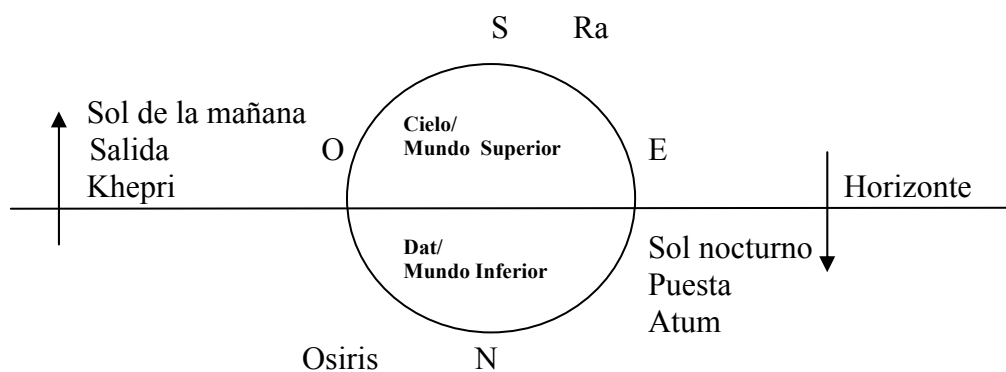 S Ra
Sol de la mañana
Salida
Khepri
O
Cielo/
Mundo Superior
E
Horizonte
Dat/
Mundo Inferior
Sol nocturno
Puesta
Atum
Osiris
N